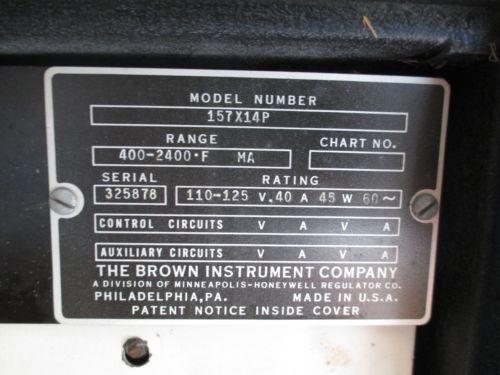 MODEL NUMBER
157X14P
RANGE CHART NO.
400-2400·F MA
SERIAL RATING
325878 110-125 V .40 A 45 W 60~
CONTROL CIRCUITS V A V A
AUXILIARY CIRCUITS V A V A
THE BROWN INSTRUMENT COMPANY
A DIVISION OF MINNEAPOLIS-HONEYWELL REGULATOR CO.
PHILADELPHIA, PA. MADE IN U.S.A.
PATENT NOTICE INSIDE COVER